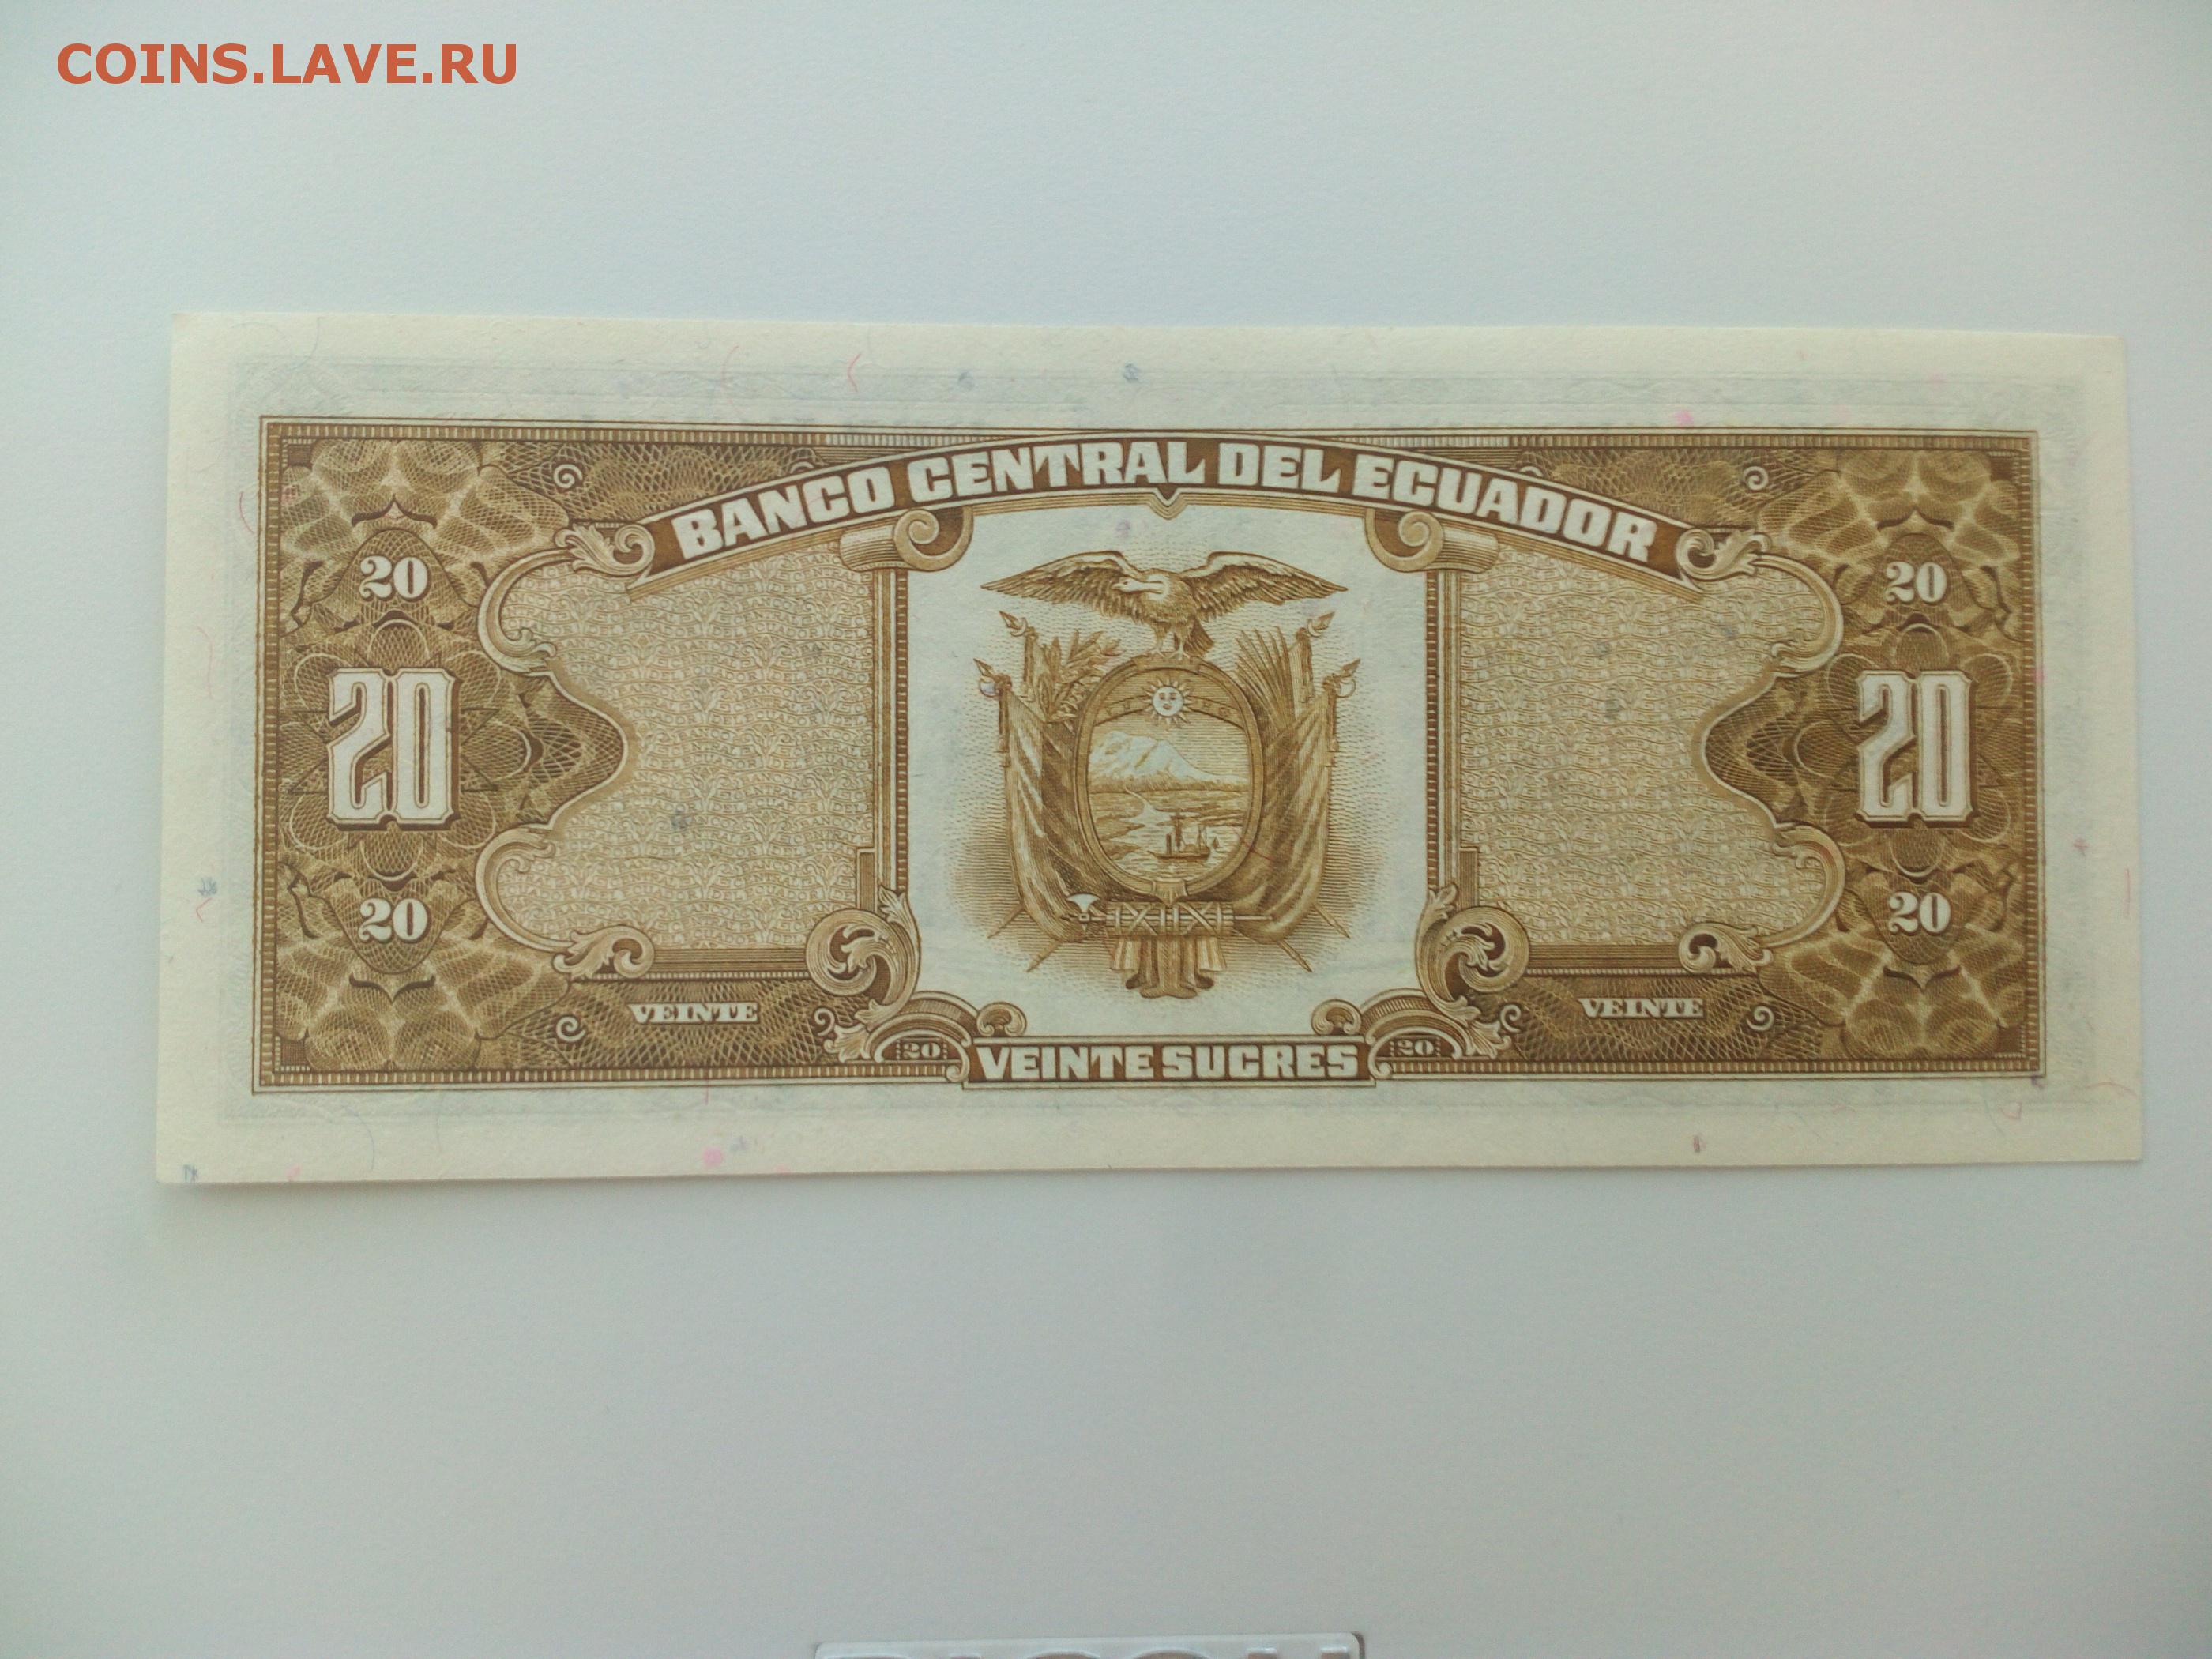 COINS.LAVE.RU
BANCO CENTRAL DEL ECUADOR
20 20
20 20
20 20
VEINTE VEINTE
20 VEINTE SUCRES 20